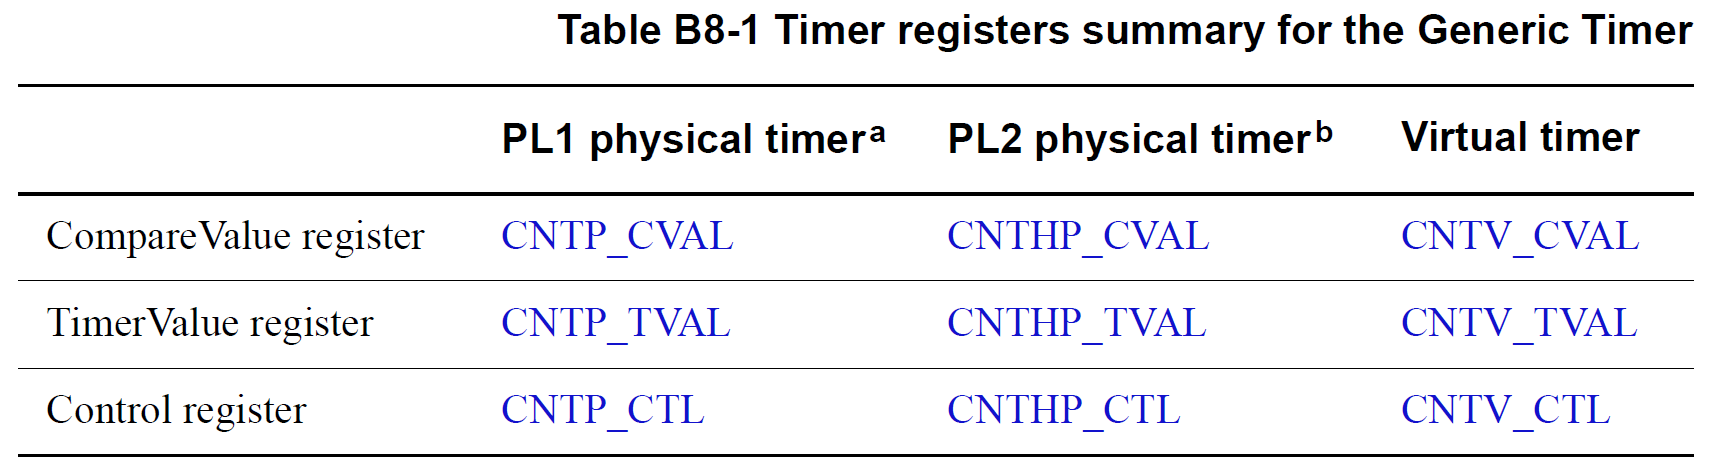 Table B8-1 Timer registers summary for the Generic Timer
PL1 physical timer a PL2 physical timer b Virtual timer
CompareValue register CNTP_CVAL CNTHP_CVAL CNTV_CVAL
TimerValue register CNTP_TVAL CNTHP_TVAL CNTV_TVAL
Control register CNTP_CTL CNTHP_CTL CNTV_CTL